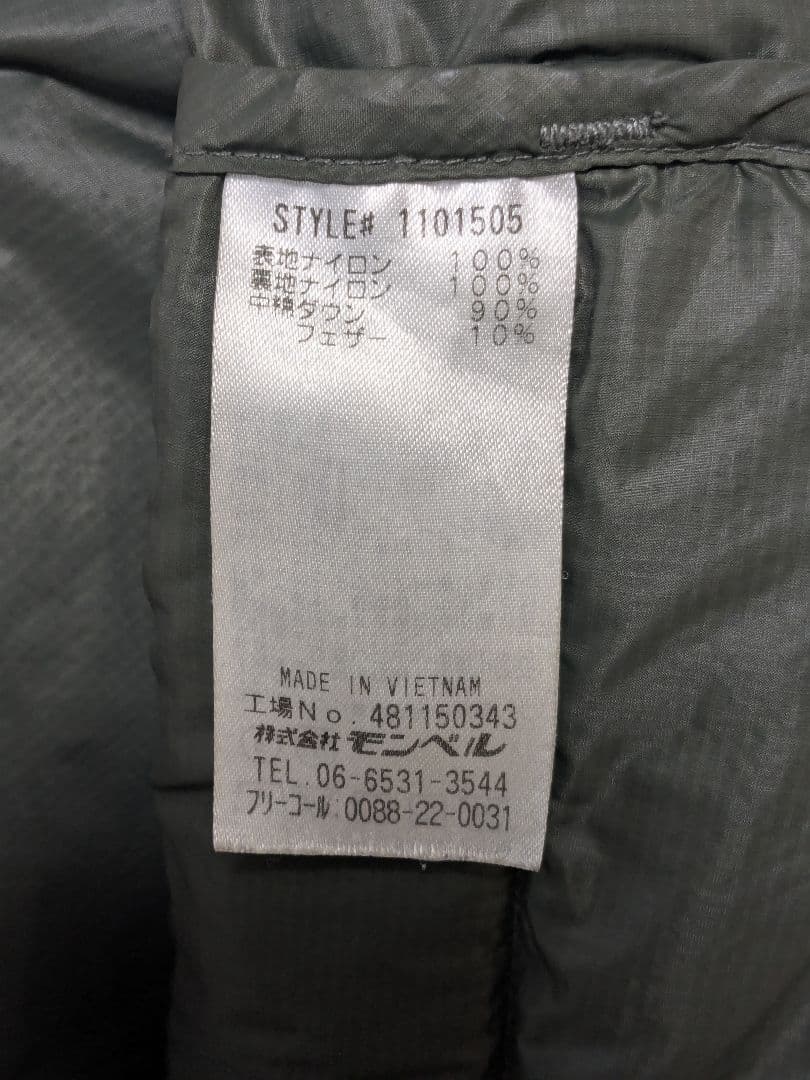 STYLE# 1101505
表地ナイロン 100%
裏地ナイロン 100%
中綿ダウン 90%
フェザー 10%
MADE IN VIETNAM
工場No. 481150343
株式会社モンベル
TEL.06-6531-3544
フリーコール:0088-22-0031